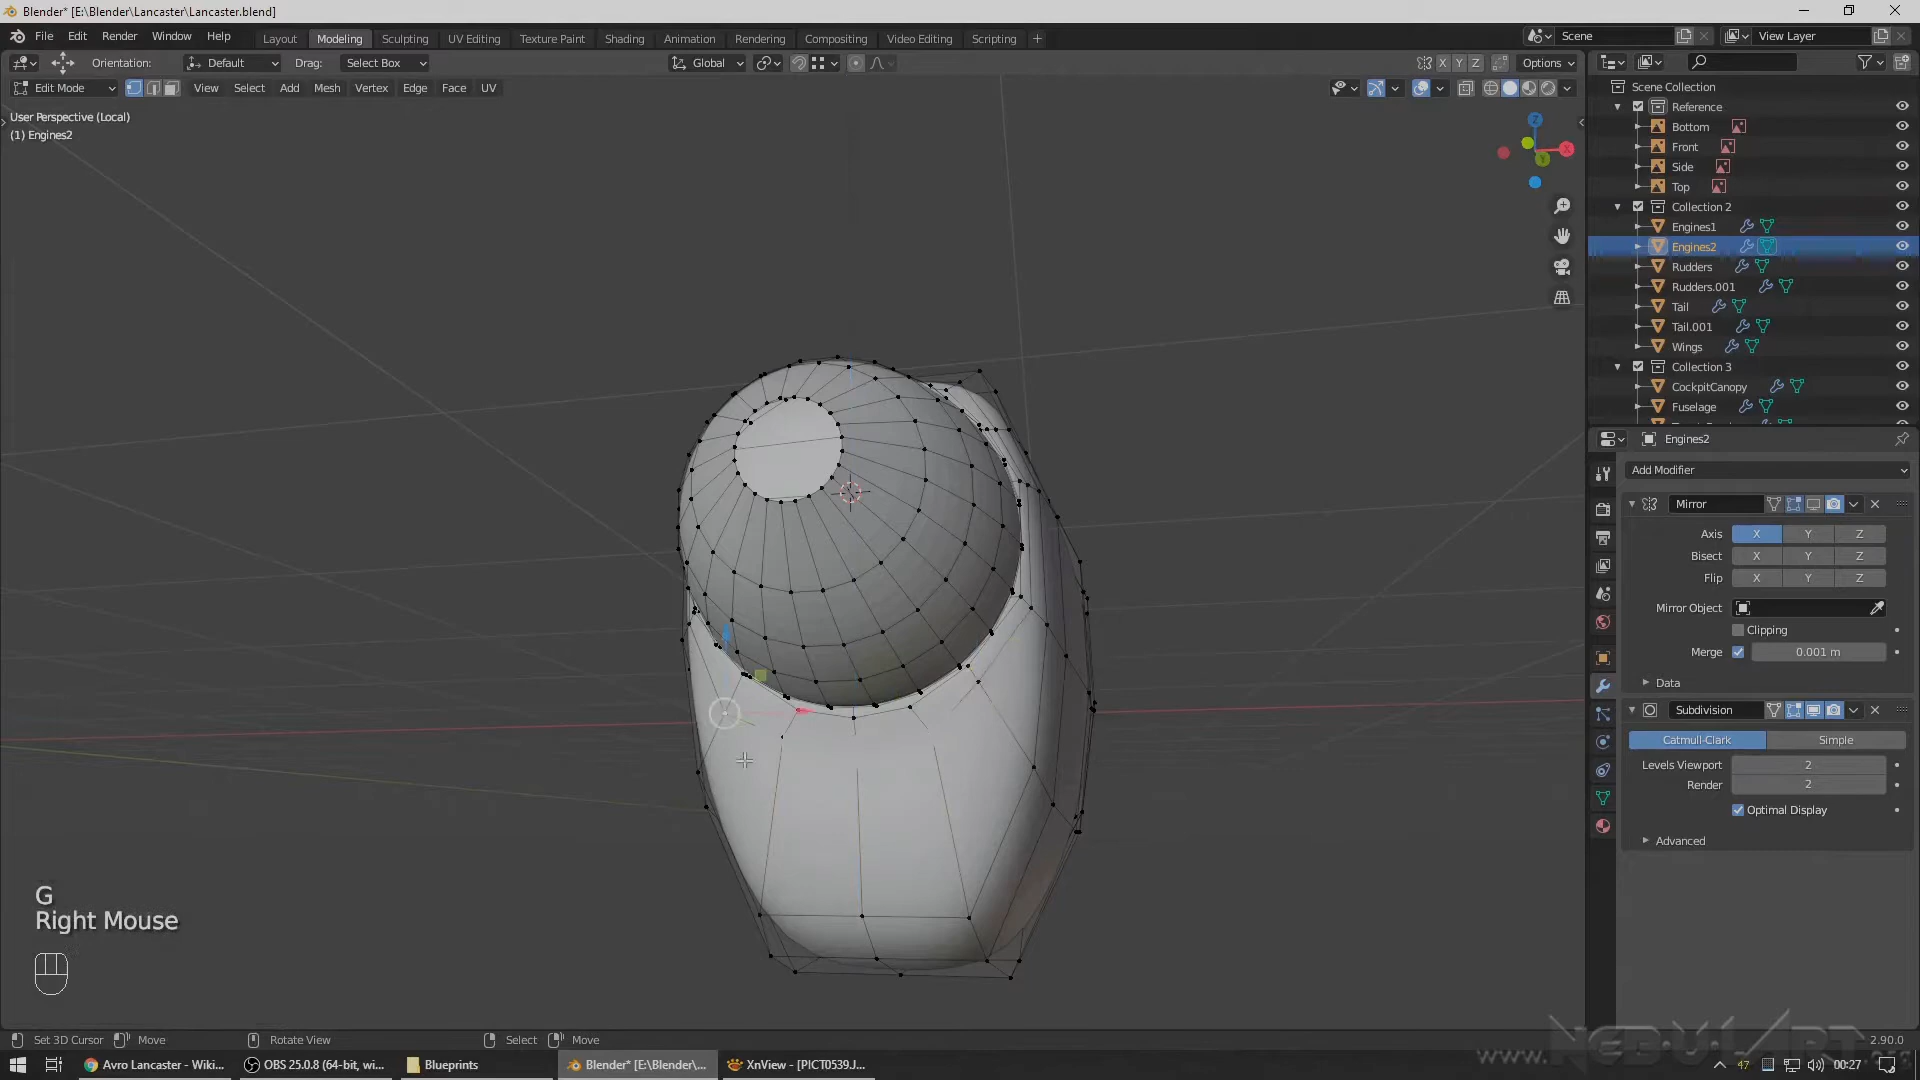 Blender* [E:\Blender\Lancaster\Lancaster.blend]
File Edit Render Window Help Layout Modeling Sculpting UV Editing Texture Paint Shading Animation Rendering Compositing Video Editing Scripting + Scene View Layer
Orientation: Default Drag: Select Box Global X Y Z Options
Edit Mode View Select Add Mesh Vertex Edge Face UV
User Perspective (Local)
(1) Engines2
Z
X
Y
Scene Collection
Reference
Bottom
Front
Side
Top
Collection 2
Engines1
Engines2
Rudders
Rudders.001
Tail
Tail.001
Wings
Collection 3
CockpitCanopy
Fuselage
Engines2
Add Modifier
Mirror
Axis X Y Z
Bisect X Y Z
Flip X Y Z
Mirror Object
Clipping
Merge 0.001 m
Data
Subdivision
Catmull-Clark Simple
Levels Viewport 2
Render 2
Optimal Display
Advanced
G
Right Mouse
Set 3D Cursor Move Rotate View Select Move 2.90.0
Avro Lancaster - Wiki... OBS 25.0.8 (64-bit, wi... Blueprints Blender* [E:\Blender\... XnView - [PICT0539.J... 47 00:27